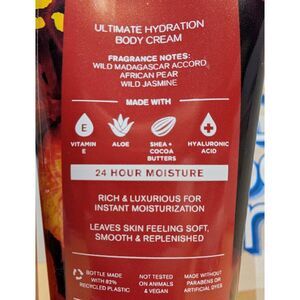 ULTIMATE HYDRATION
BODY CREAM
FRAGRANCE NOTES:
WILD MADAGASCAR ACCORD
AFRICAN PEAR
WILD JASMINE
MADE WITH
E
VITAMIN
E
ALOE
SHEA +
COCOA
BUTTERS
HYALURONIC
ACID
24 HOUR MOISTURE
RICH & LUXURIOUS FOR
INSTANT MOISTURIZATION
LEAVES SKIN FEELING SOFT,
SMOOTH & REPLENISHED
BOTTLE MADE
WITH 82%
RECYCLED PLASTIC
NOT TESTED
ON ANIMALS
& VEGAN
MADE WITHOUT
PARABENS OR
ARTIFICIAL DYES